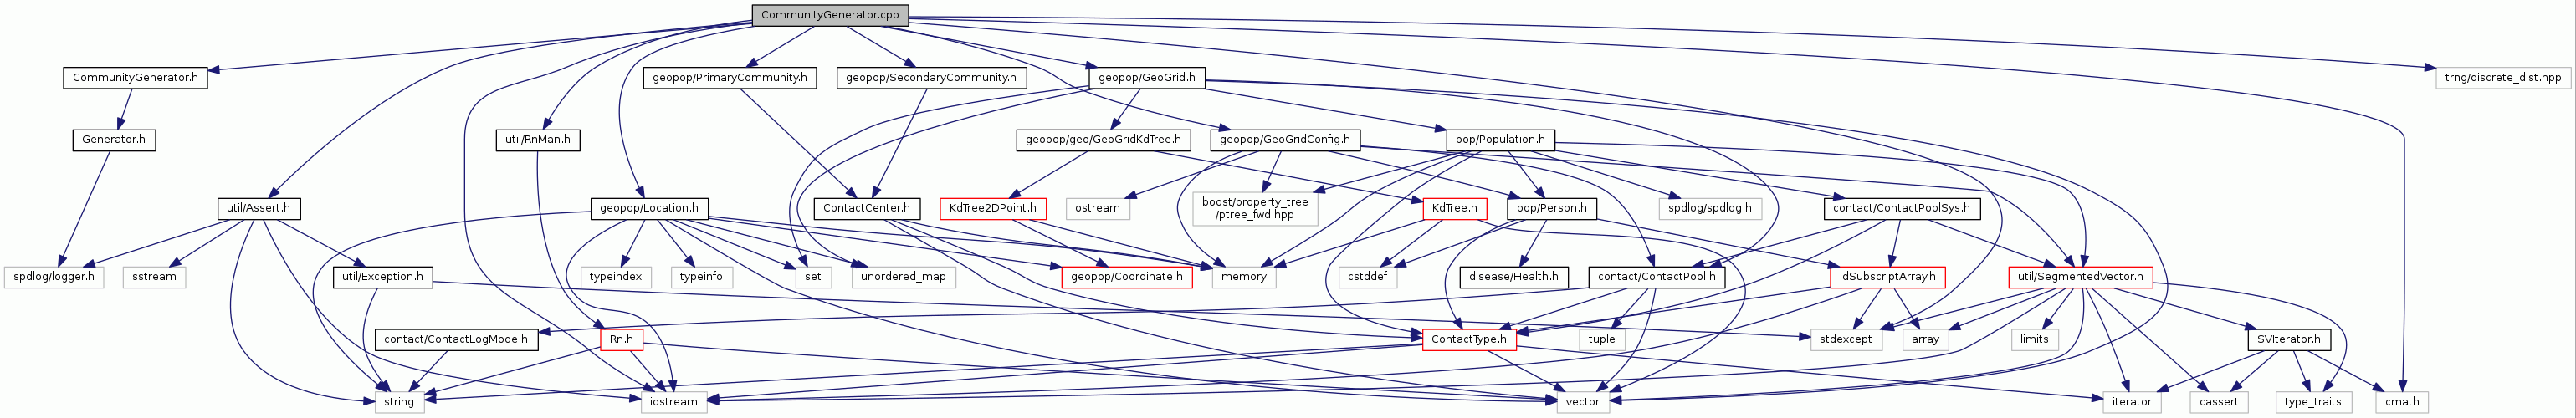 CommunityGenerator.cpp
CommunityGenerator.h
geopop/PrimaryCommunity.h
geopop/SecondaryCommunity.h
geopop/GeoGrid.h
trng/discrete_dist.hpp
Generator.h
util/RnMan.h
geopop/geo/GeoGridKdTree.h
geopop/GeoGridConfig.h
pop/Population.h
util/Assert.h
geopop/Location.h
ContactCenter.h
KdTree2DPoint.h
ostream
boost/property_tree
/ptree_fwd.hpp
KdTree.h
pop/Person.h
spdlog/spdlog.h
contact/ContactPoolSys.h
spdlog/logger.h
sstream
util/Exception.h
typeindex
typeinfo
set
unordered_map
geopop/Coordinate.h
memory
cstddef
disease/Health.h
contact/ContactPool.h
IdSubscriptArray.h
util/SegmentedVector.h
contact/ContactLogMode.h
Rn.h
ContactType.h
tuple
stdexcept
array
limits
SVIterator.h
string
iostream
vector
iterator
cassert
type_traits
cmath